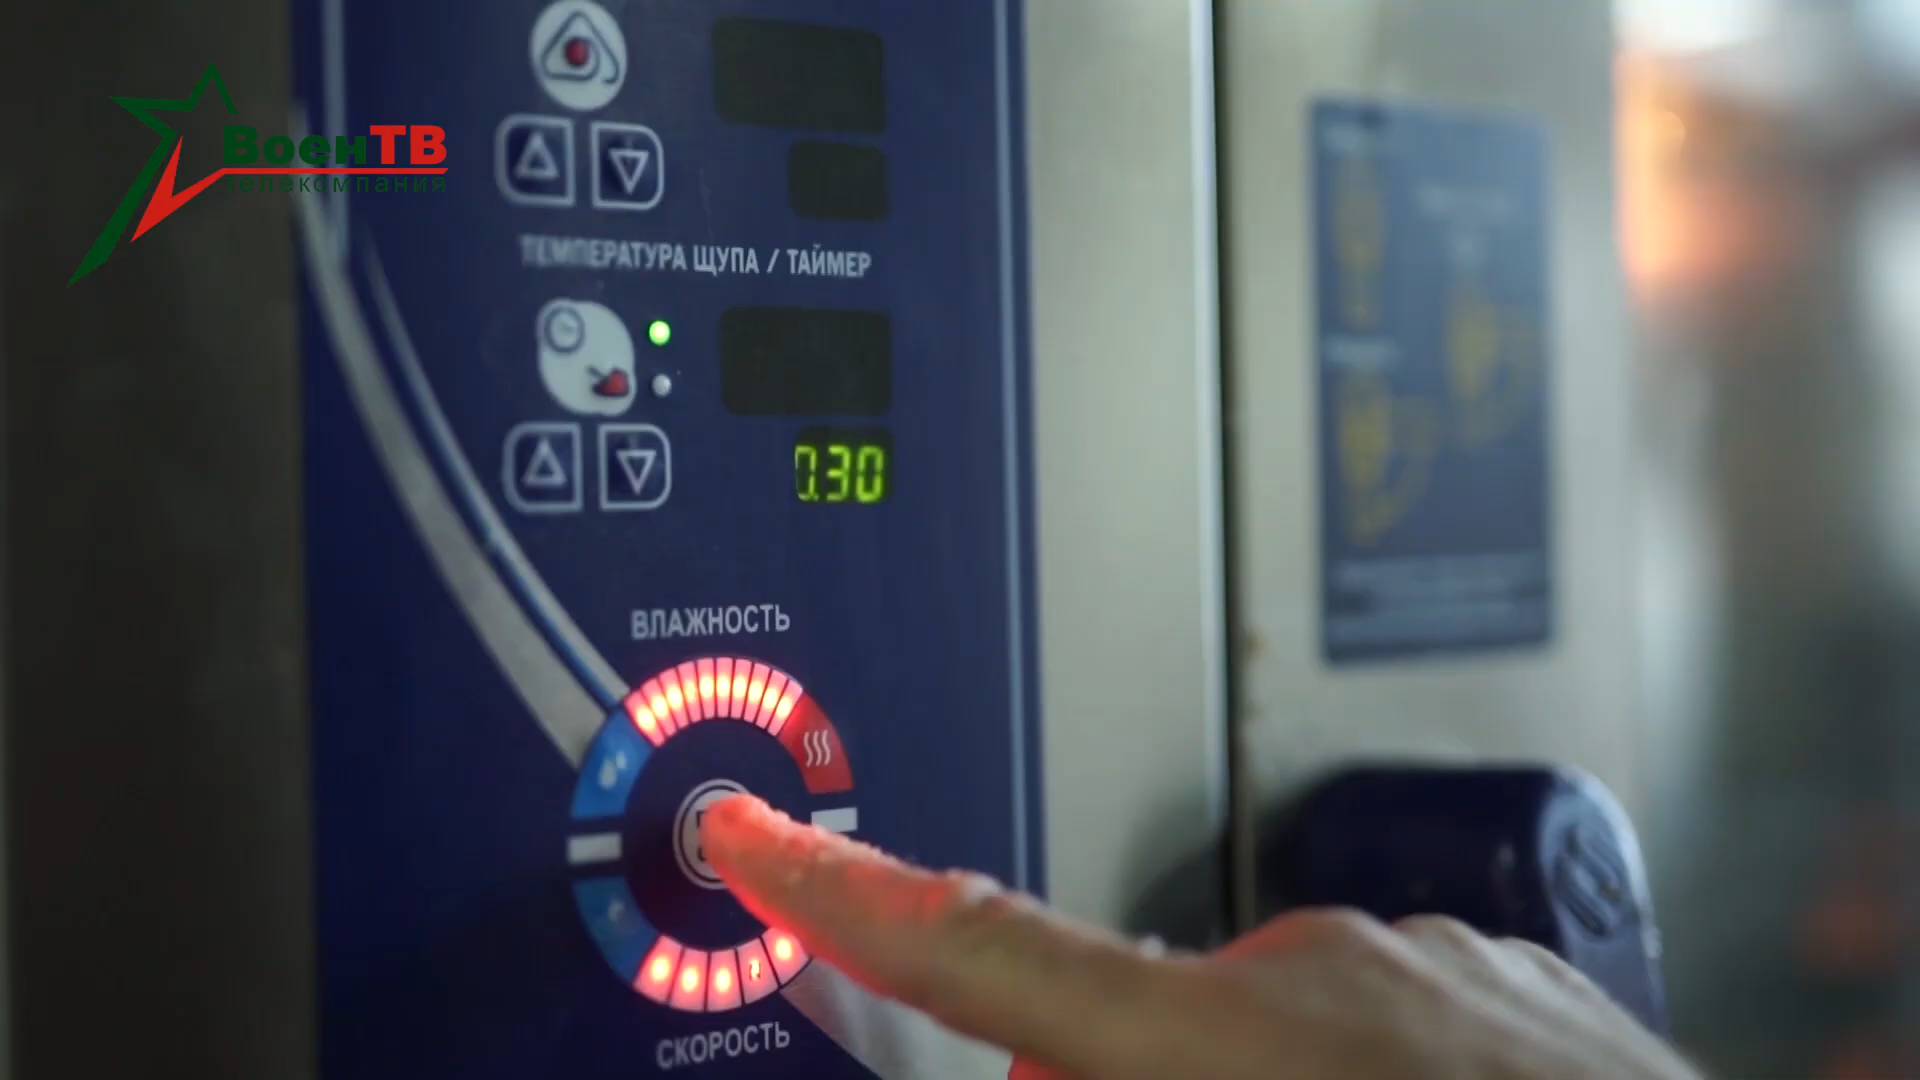 ВоенТВ
телекомпания
ТЕМПЕРАТУРА ЩУПА / ТАЙМЕР
0.30
ВЛАЖНОСТЬ
СКОРОСТЬ